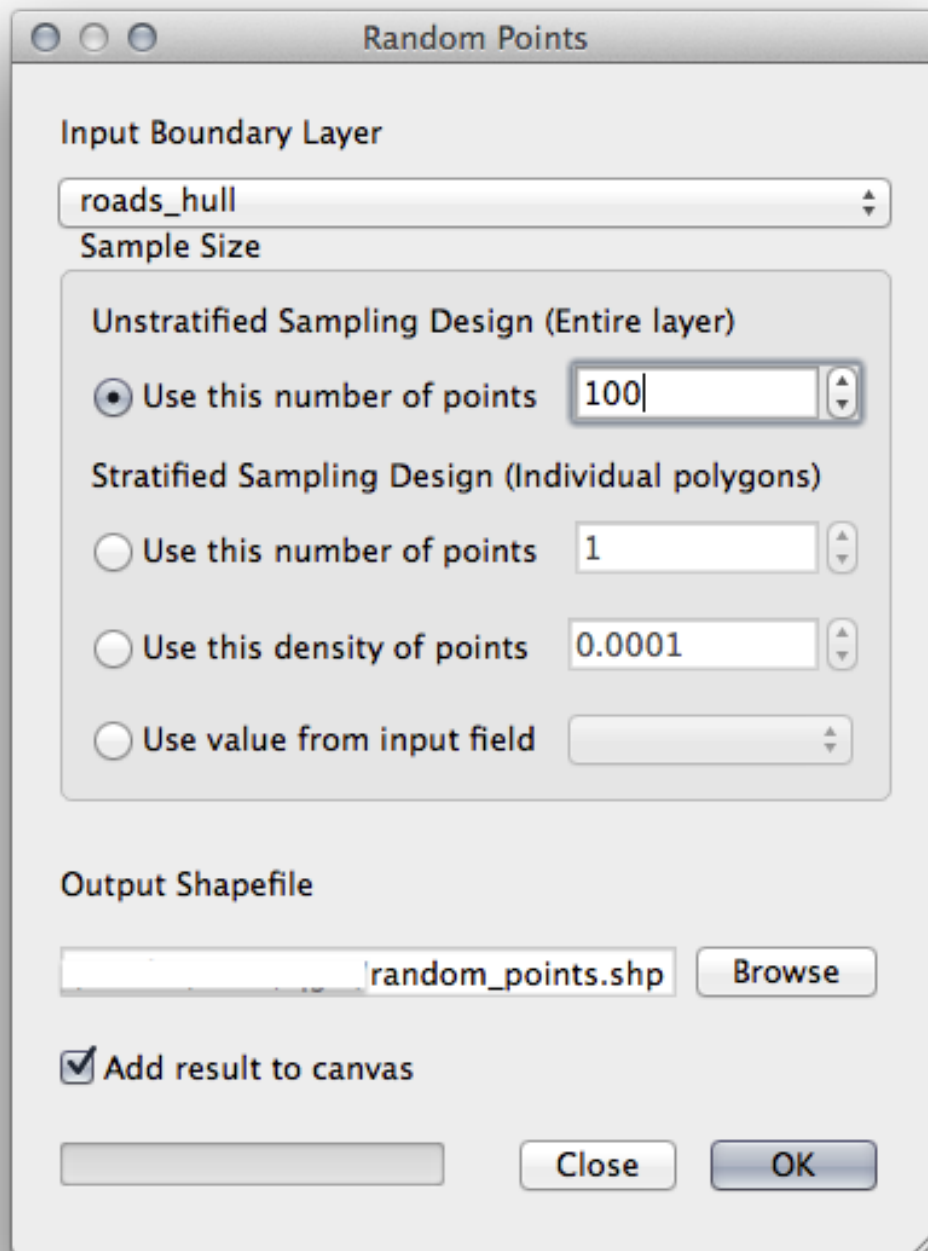 Random Points
Input Boundary Layer
roads_hull
Sample Size
Unstratified Sampling Design (Entire layer)
Use this number of points 100
Stratified Sampling Design (Individual polygons)
Use this number of points 1
Use this density of points 0.0001
Use value from input field
Output Shapefile
random_points.shp Browse
Add result to canvas
Close OK